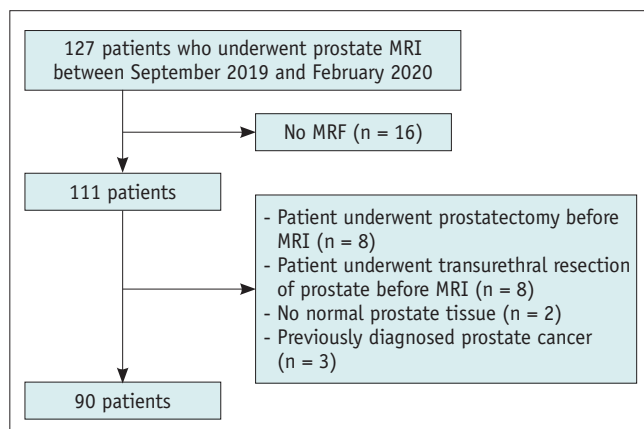 127 patients who underwent prostate MRI
between September 2019 and February 2020
No MRF (n = 16)
111 patients
- Patient underwent prostatectomy before
MRI (n = 8)
- Patient underwent transurethral resection
of prostate before MRI (n = 8)
- No normal prostate tissue (n = 2)
- Previously diagnosed prostate cancer
(n = 3)
90 patients